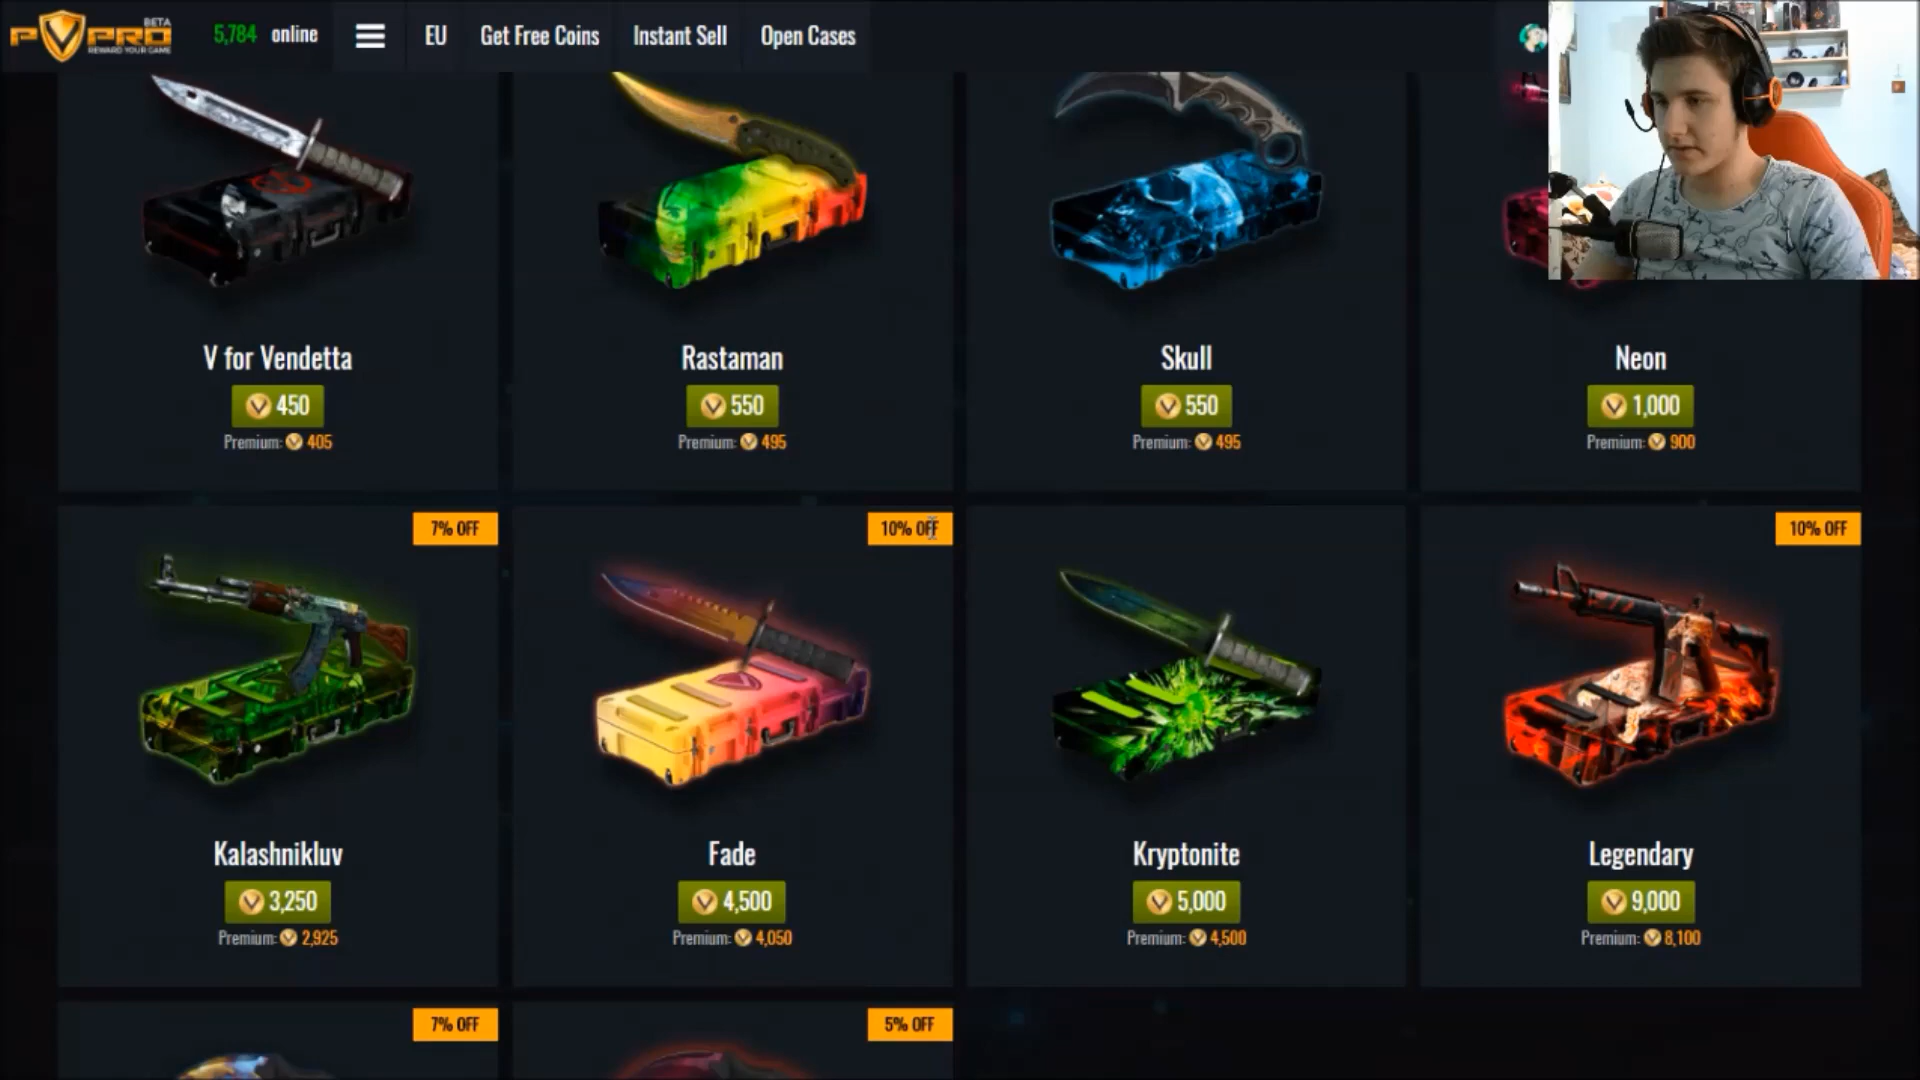 PVPRO
BETA
REWARD YOUR GAME
5,784 online
EU
Get Free Coins
Instant Sell
Open Cases
V for Vendetta
450
Premium: 405
Rastaman
550
Premium: 495
Skull
550
Premium: 495
Neon
1,000
Premium: 900
7% OFF
Kalashnikluv
3,250
Premium: 2,925
10% OFF
Fade
4,500
Premium: 4,050
Kryptonite
5,000
Premium: 4,500
10% OFF
Legendary
9,000
Premium: 8,100
7% OFF
5% OFF